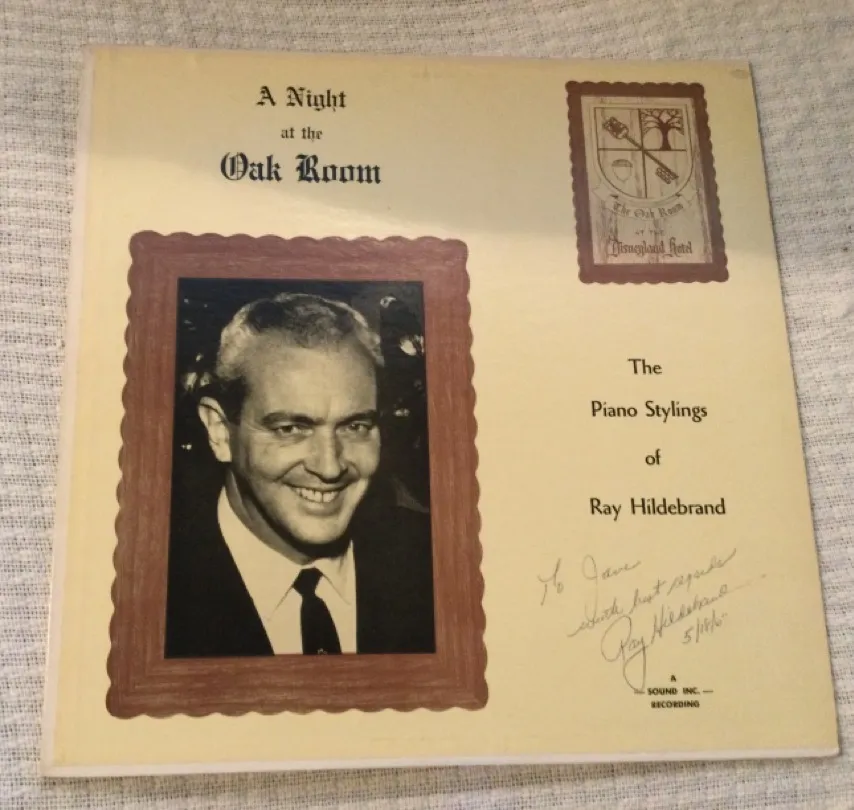 A Night
at the
Oak Room
The Oak Room
AT THE
Disneyland Hotel
The
Piano Stylings
of
Ray Hildebrand
To Jane
with best regards
Ray Hildebrand
A
— SOUND INC. —
RECORDING